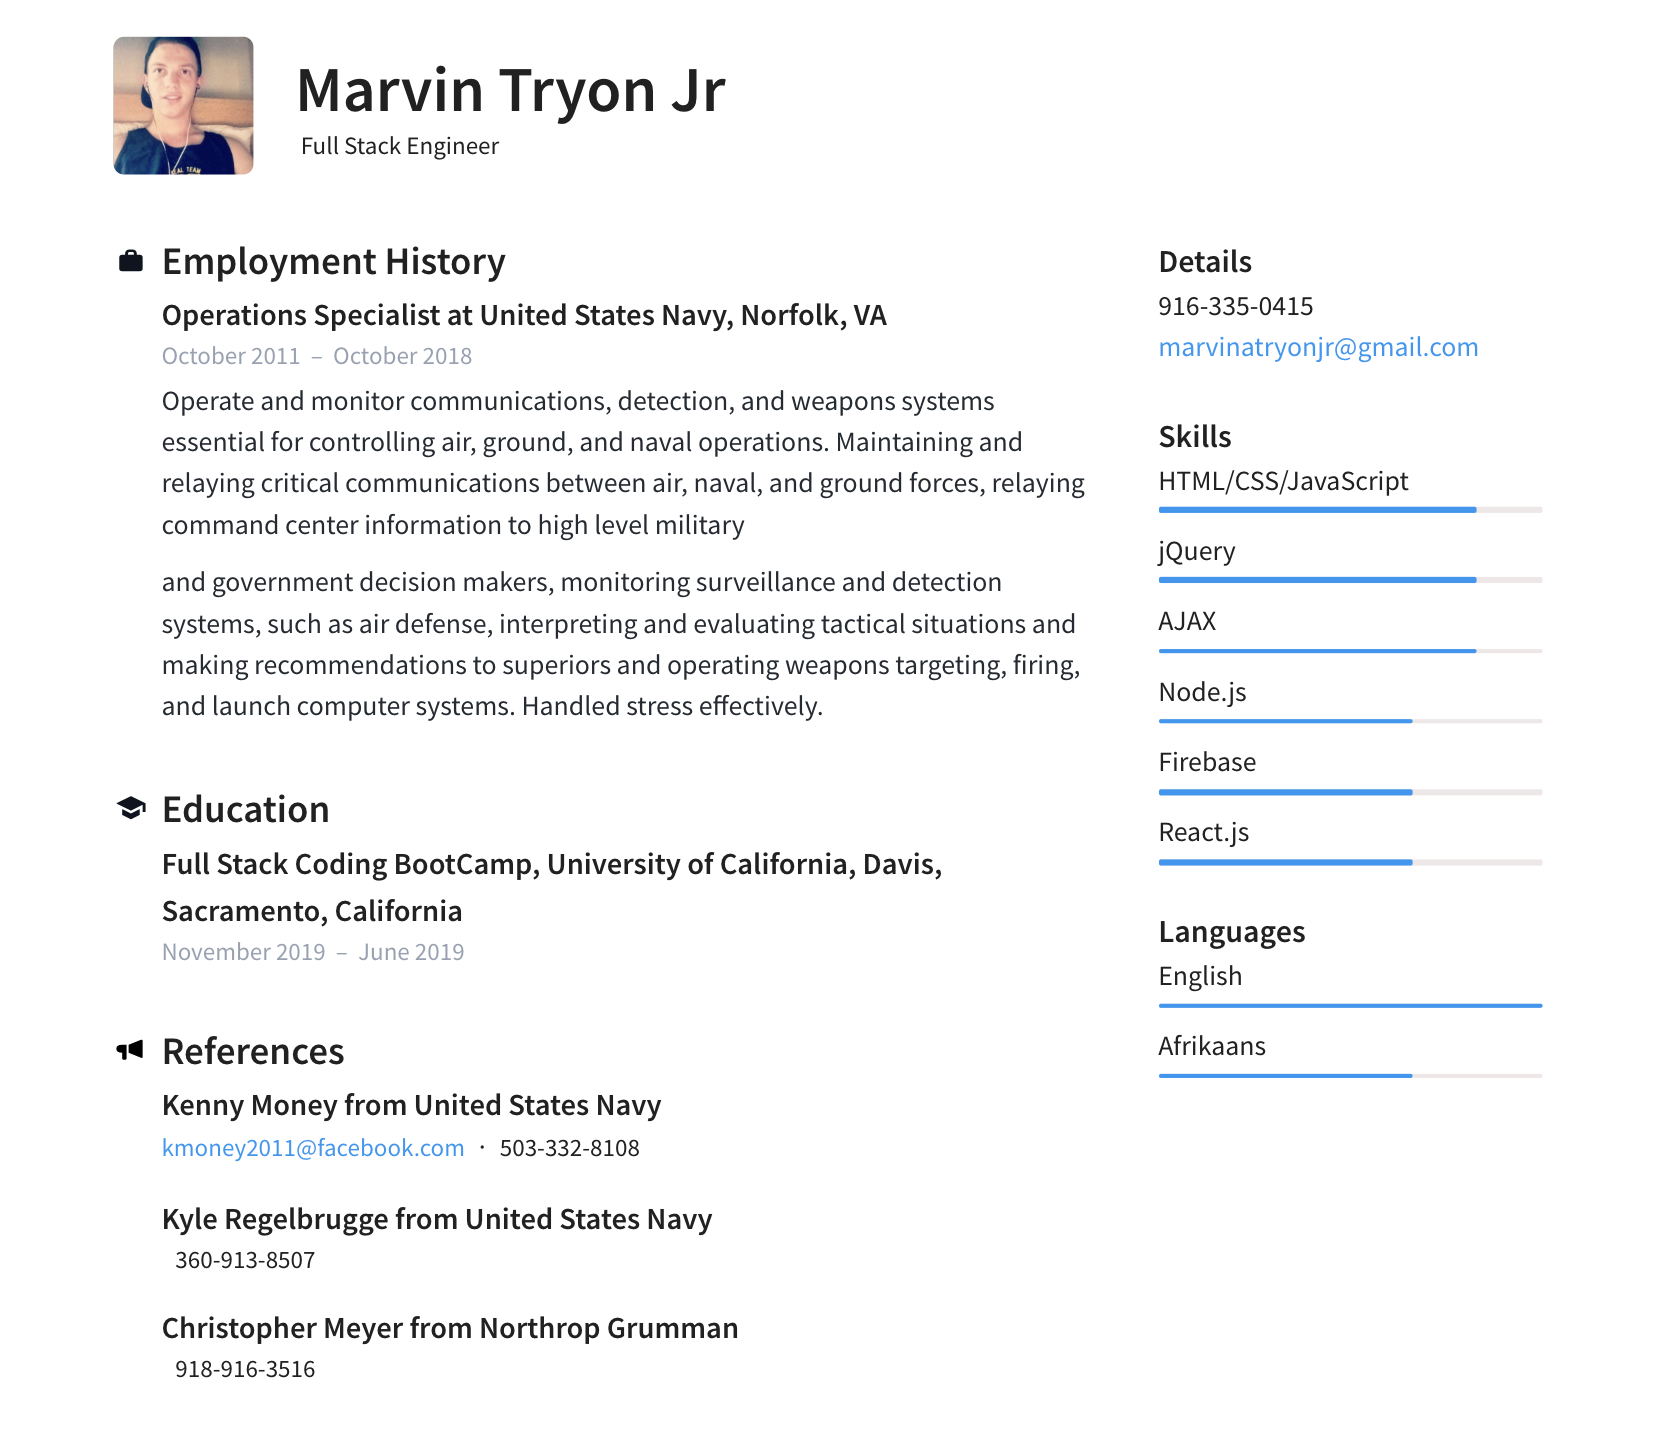 Marvin Tryon Jr
Full Stack Engineer
Employment History
Operations Specialist at United States Navy, Norfolk, VA
October 2011 – October 2018
Operate and monitor communications, detection, and weapons systems
essential for controlling air, ground, and naval operations. Maintaining and
relaying critical communications between air, naval, and ground forces, relaying
command center information to high level military
and government decision makers, monitoring surveillance and detection
systems, such as air defense, interpreting and evaluating tactical situations and
making recommendations to superiors and operating weapons targeting, firing,
and launch computer systems. Handled stress effectively.
Education
Full Stack Coding BootCamp, University of California, Davis,
Sacramento, California
November 2019 – June 2019
References
Kenny Money from United States Navy
kmoney2011@facebook.com · 503-332-8108
Kyle Regelbrugge from United States Navy
360-913-8507
Christopher Meyer from Northrop Grumman
918-916-3516
Details
916-335-0415
marvinatryonjr@gmail.com
Skills
HTML/CSS/JavaScript
jQuery
AJAX
Node.js
Firebase
React.js
Languages
English
Afrikaans